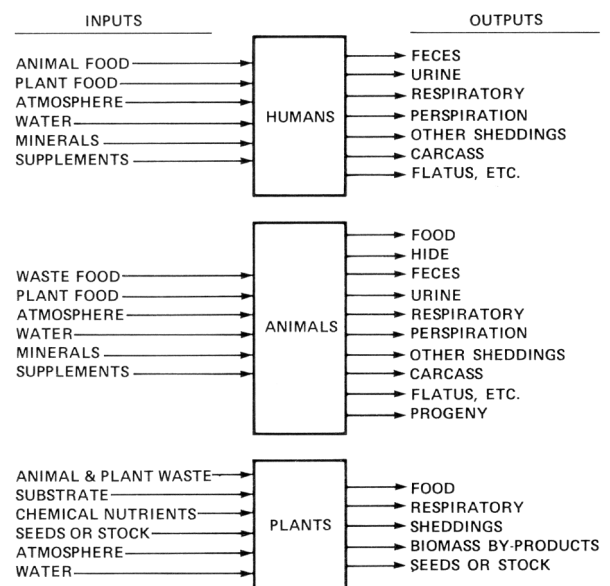 INPUTS
OUTPUTS
ANIMAL FOOD
PLANT FOOD
ATMOSPHERE
WATER
MINERALS
SUPPLEMENTS
HUMANS
FECES
URINE
RESPIRATORY
PERSPIRATION
OTHER SHEDDINGS
CARCASS
FLATUS, ETC.
WASTE FOOD
PLANT FOOD
ATMOSPHERE
WATER
MINERALS
SUPPLEMENTS
ANIMALS
FOOD
HIDE
FECES
URINE
RESPIRATORY
PERSPIRATION
OTHER SHEDDINGS
CARCASS
FLATUS, ETC.
PROGENY
ANIMAL & PLANT WASTE
SUBSTRATE
CHEMICAL NUTRIENTS
SEEDS OR STOCK
ATMOSPHERE
WATER
PLANTS
FOOD
RESPIRATORY
SHEDDINGS
BIOMASS BY-PRODUCTS
SEEDS OR STOCK